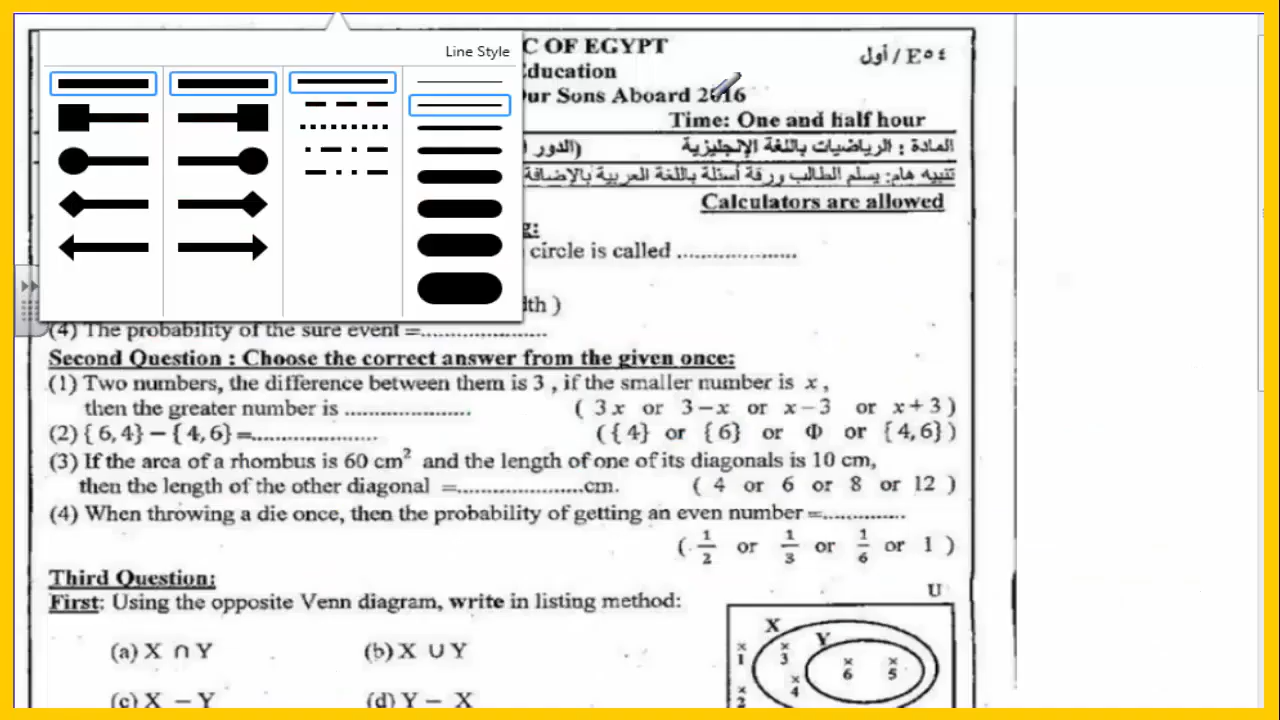 Line Style
C OF EGYPT
ducation
ur Sons Aboard 2016
E٥٤ / أول
Time: One and half hour
المادة : الرياضيات باللغة الإنجليزية (الدور
تنبيه هام: يسلم الطالب ورقة أسئلة باللغة العربية بالإضافة
Calculators are allowed
g:
circle is called ....................
dth )
(4) The probability of the sure event =.....................
Second Question : Choose the correct answer from the given once:
(1) Two numbers, the difference between them is 3 , if the smaller number is x ,
then the greater number is ..................... ( 3x or 3−x or x−3 or x+3 )
(2) { 6,4} − { 4,6} =..................... ({ 4} or { 6} or Φ or { 4,6} )
(3) If the area of a rhombus is 60 cm² and the length of one of its diagonals is 10 cm,
then the length of the other diagonal =.....................cm. ( 4 or 6 or 8 or 12 )
(4) When throwing a die once, then the probability of getting an even number =..............
( 1/2 or 1/3 or 1/6 or 1 )
Third Question:
First: Using the opposite Venn diagram, write in listing method:
U
X
Y
(a) X ∩ Y (b) X ∪ Y
× 1 × 3 × 6 × 5
× 4 × 2
(c) X − Y (d) Y − X